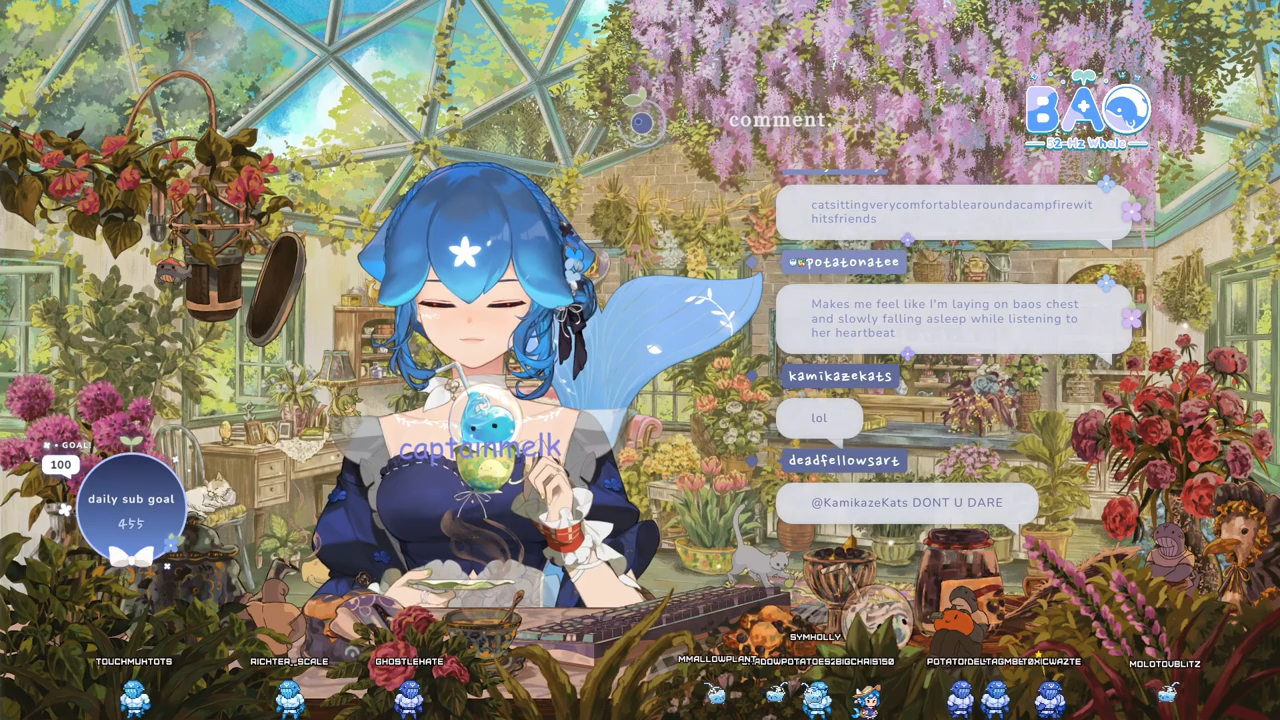 comment.
BAO
52-Hz Whale
catsittingverycomfortablearoundacampfirewit
hitsfriends
potatonatee
Makes me feel like I'm laying on baos chest
and slowly falling asleep while listening to
her heartbeat
kamikazekats
lol
deadfellowsart
@KamikazeKats DONT U DARE
captainmelk
GOAL!
100
daily sub goal
455
SYMHOLLY
TOUCHMUHTOTS
RICHTER_SCALE
GHOSTLEHATE
MMALLOWPLANT
BIGCHRIS150
MOLOTOVBLITZ